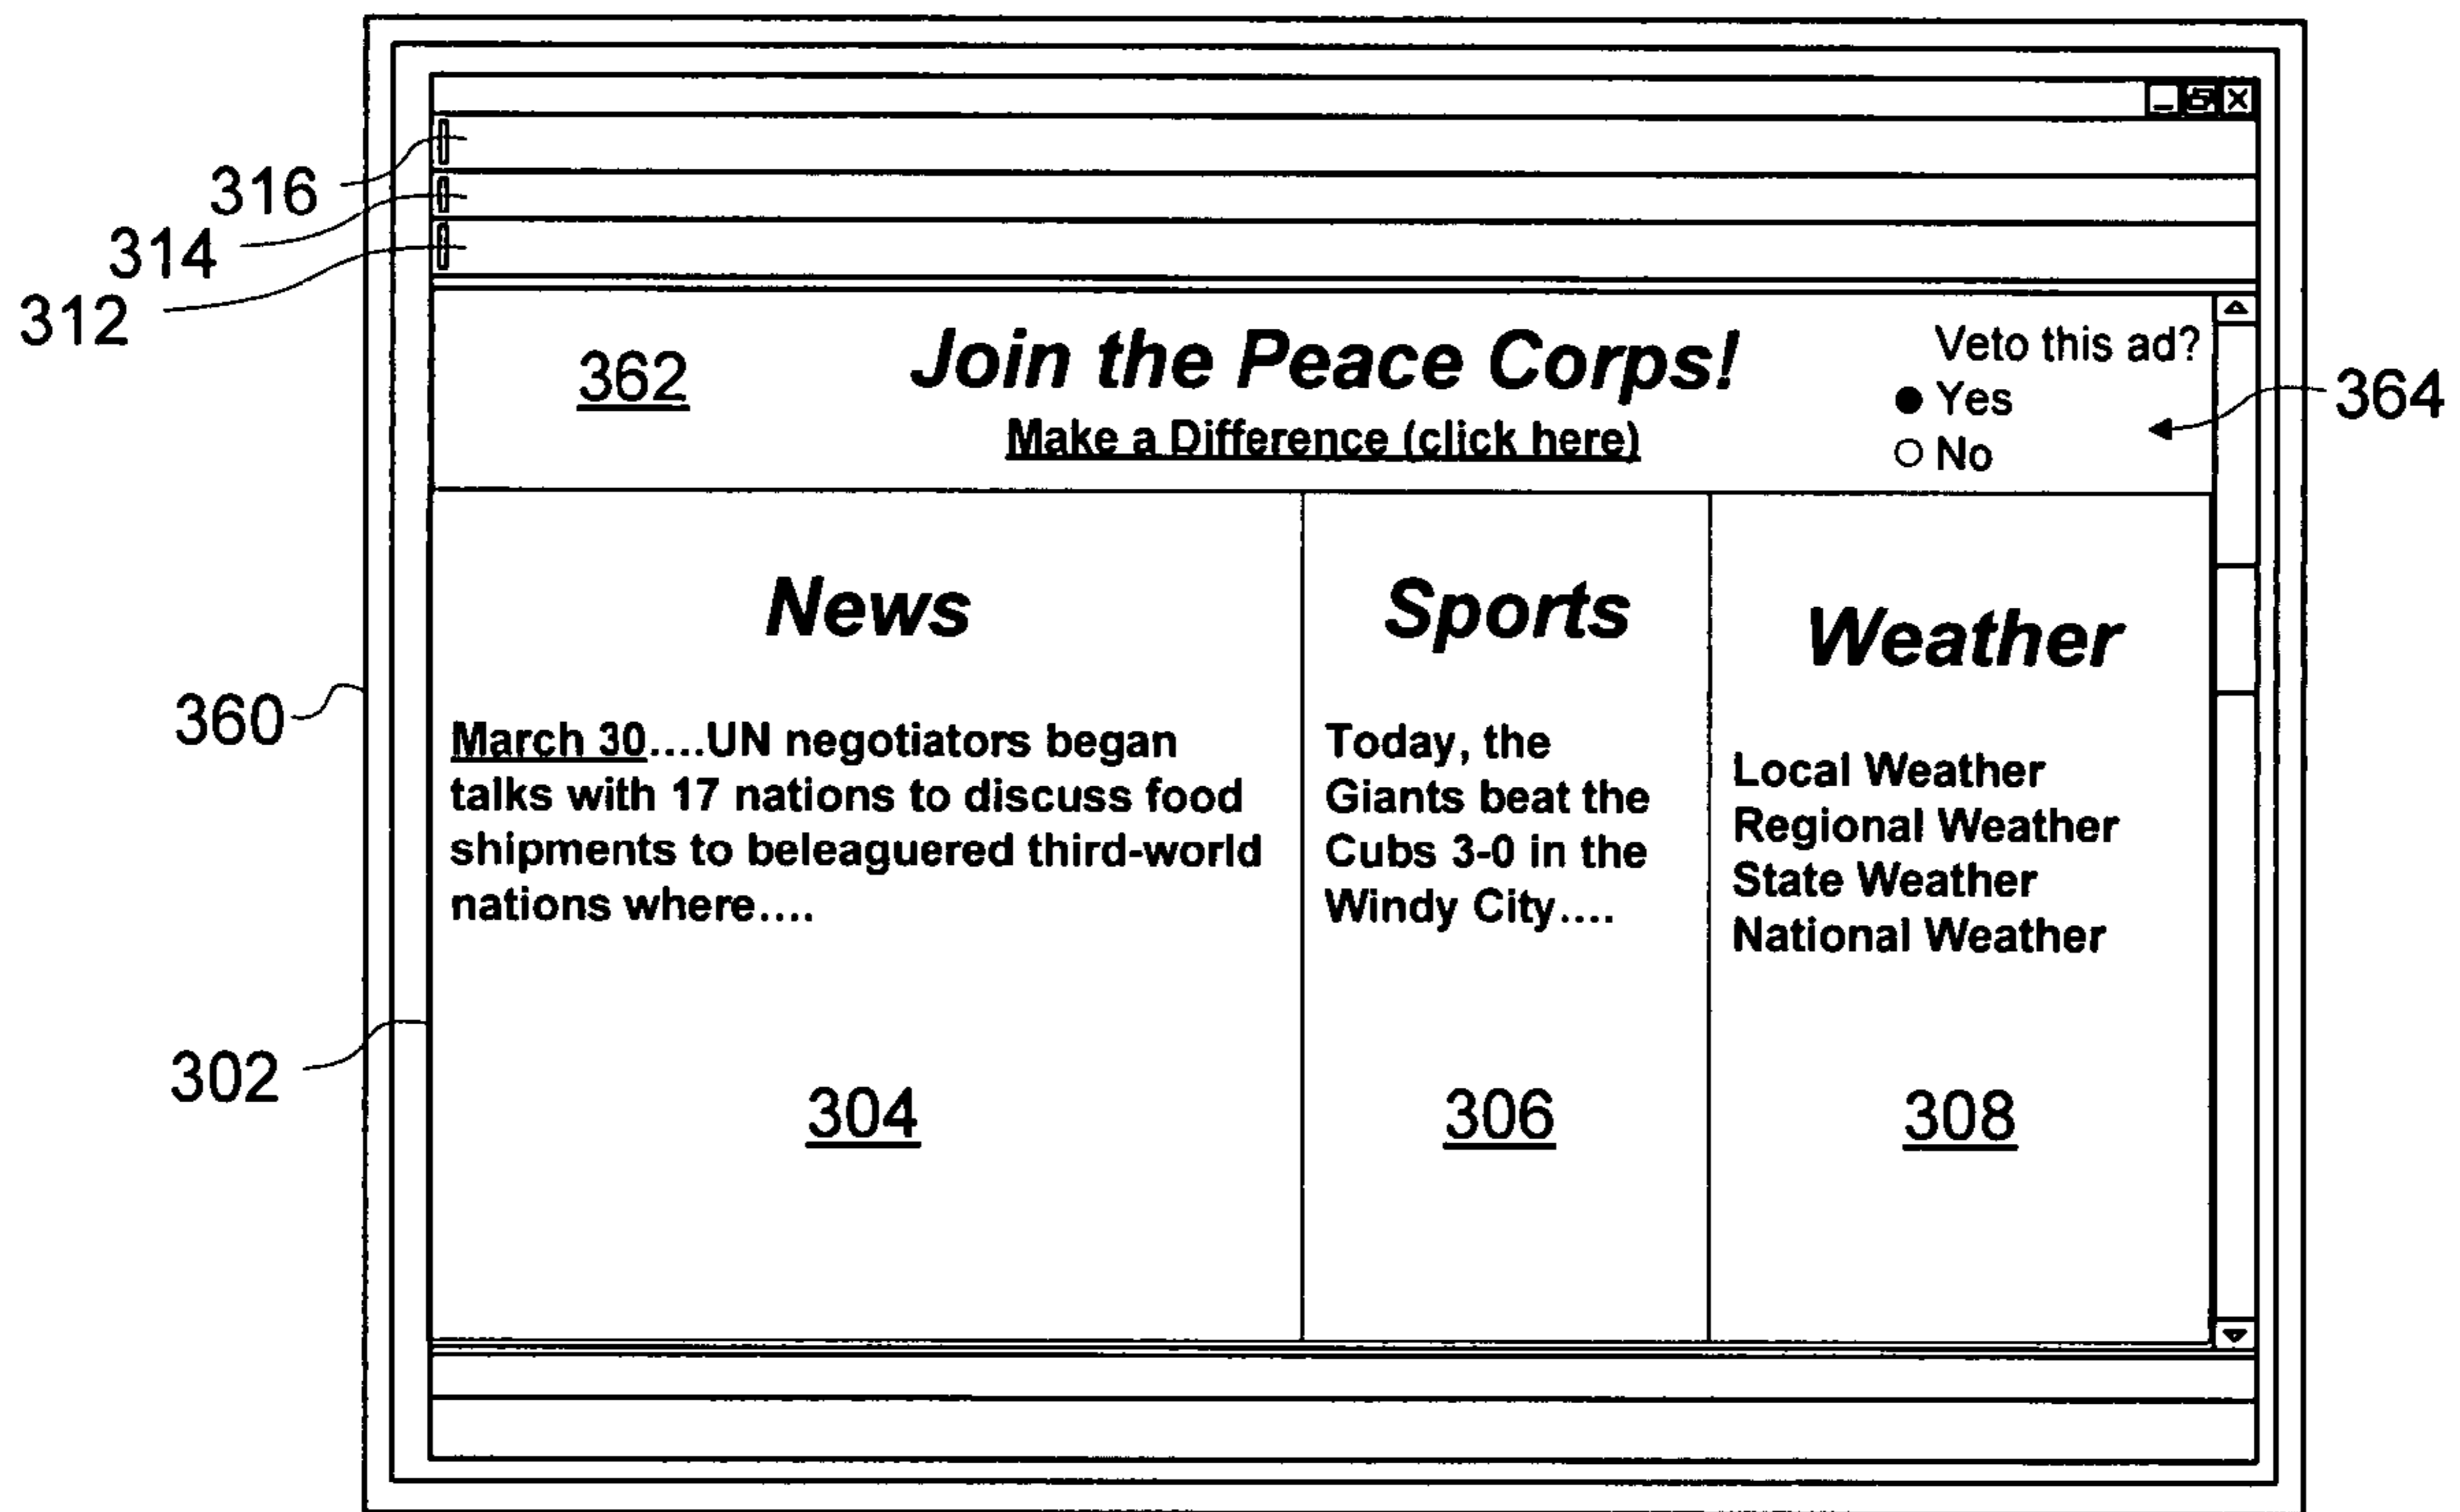 316
314
312
362
Join the Peace Corps!
Make a Difference (click here)
Veto this ad?
Yes
No
364
News
March 30....UN negotiators began
talks with 17 nations to discuss food
shipments to beleaguered third-world
nations where....
304
Sports
Today, the
Giants beat the
Cubs 3-0 in the
Windy City....
306
Weather
Local Weather
Regional Weather
State Weather
National Weather
308
360
302